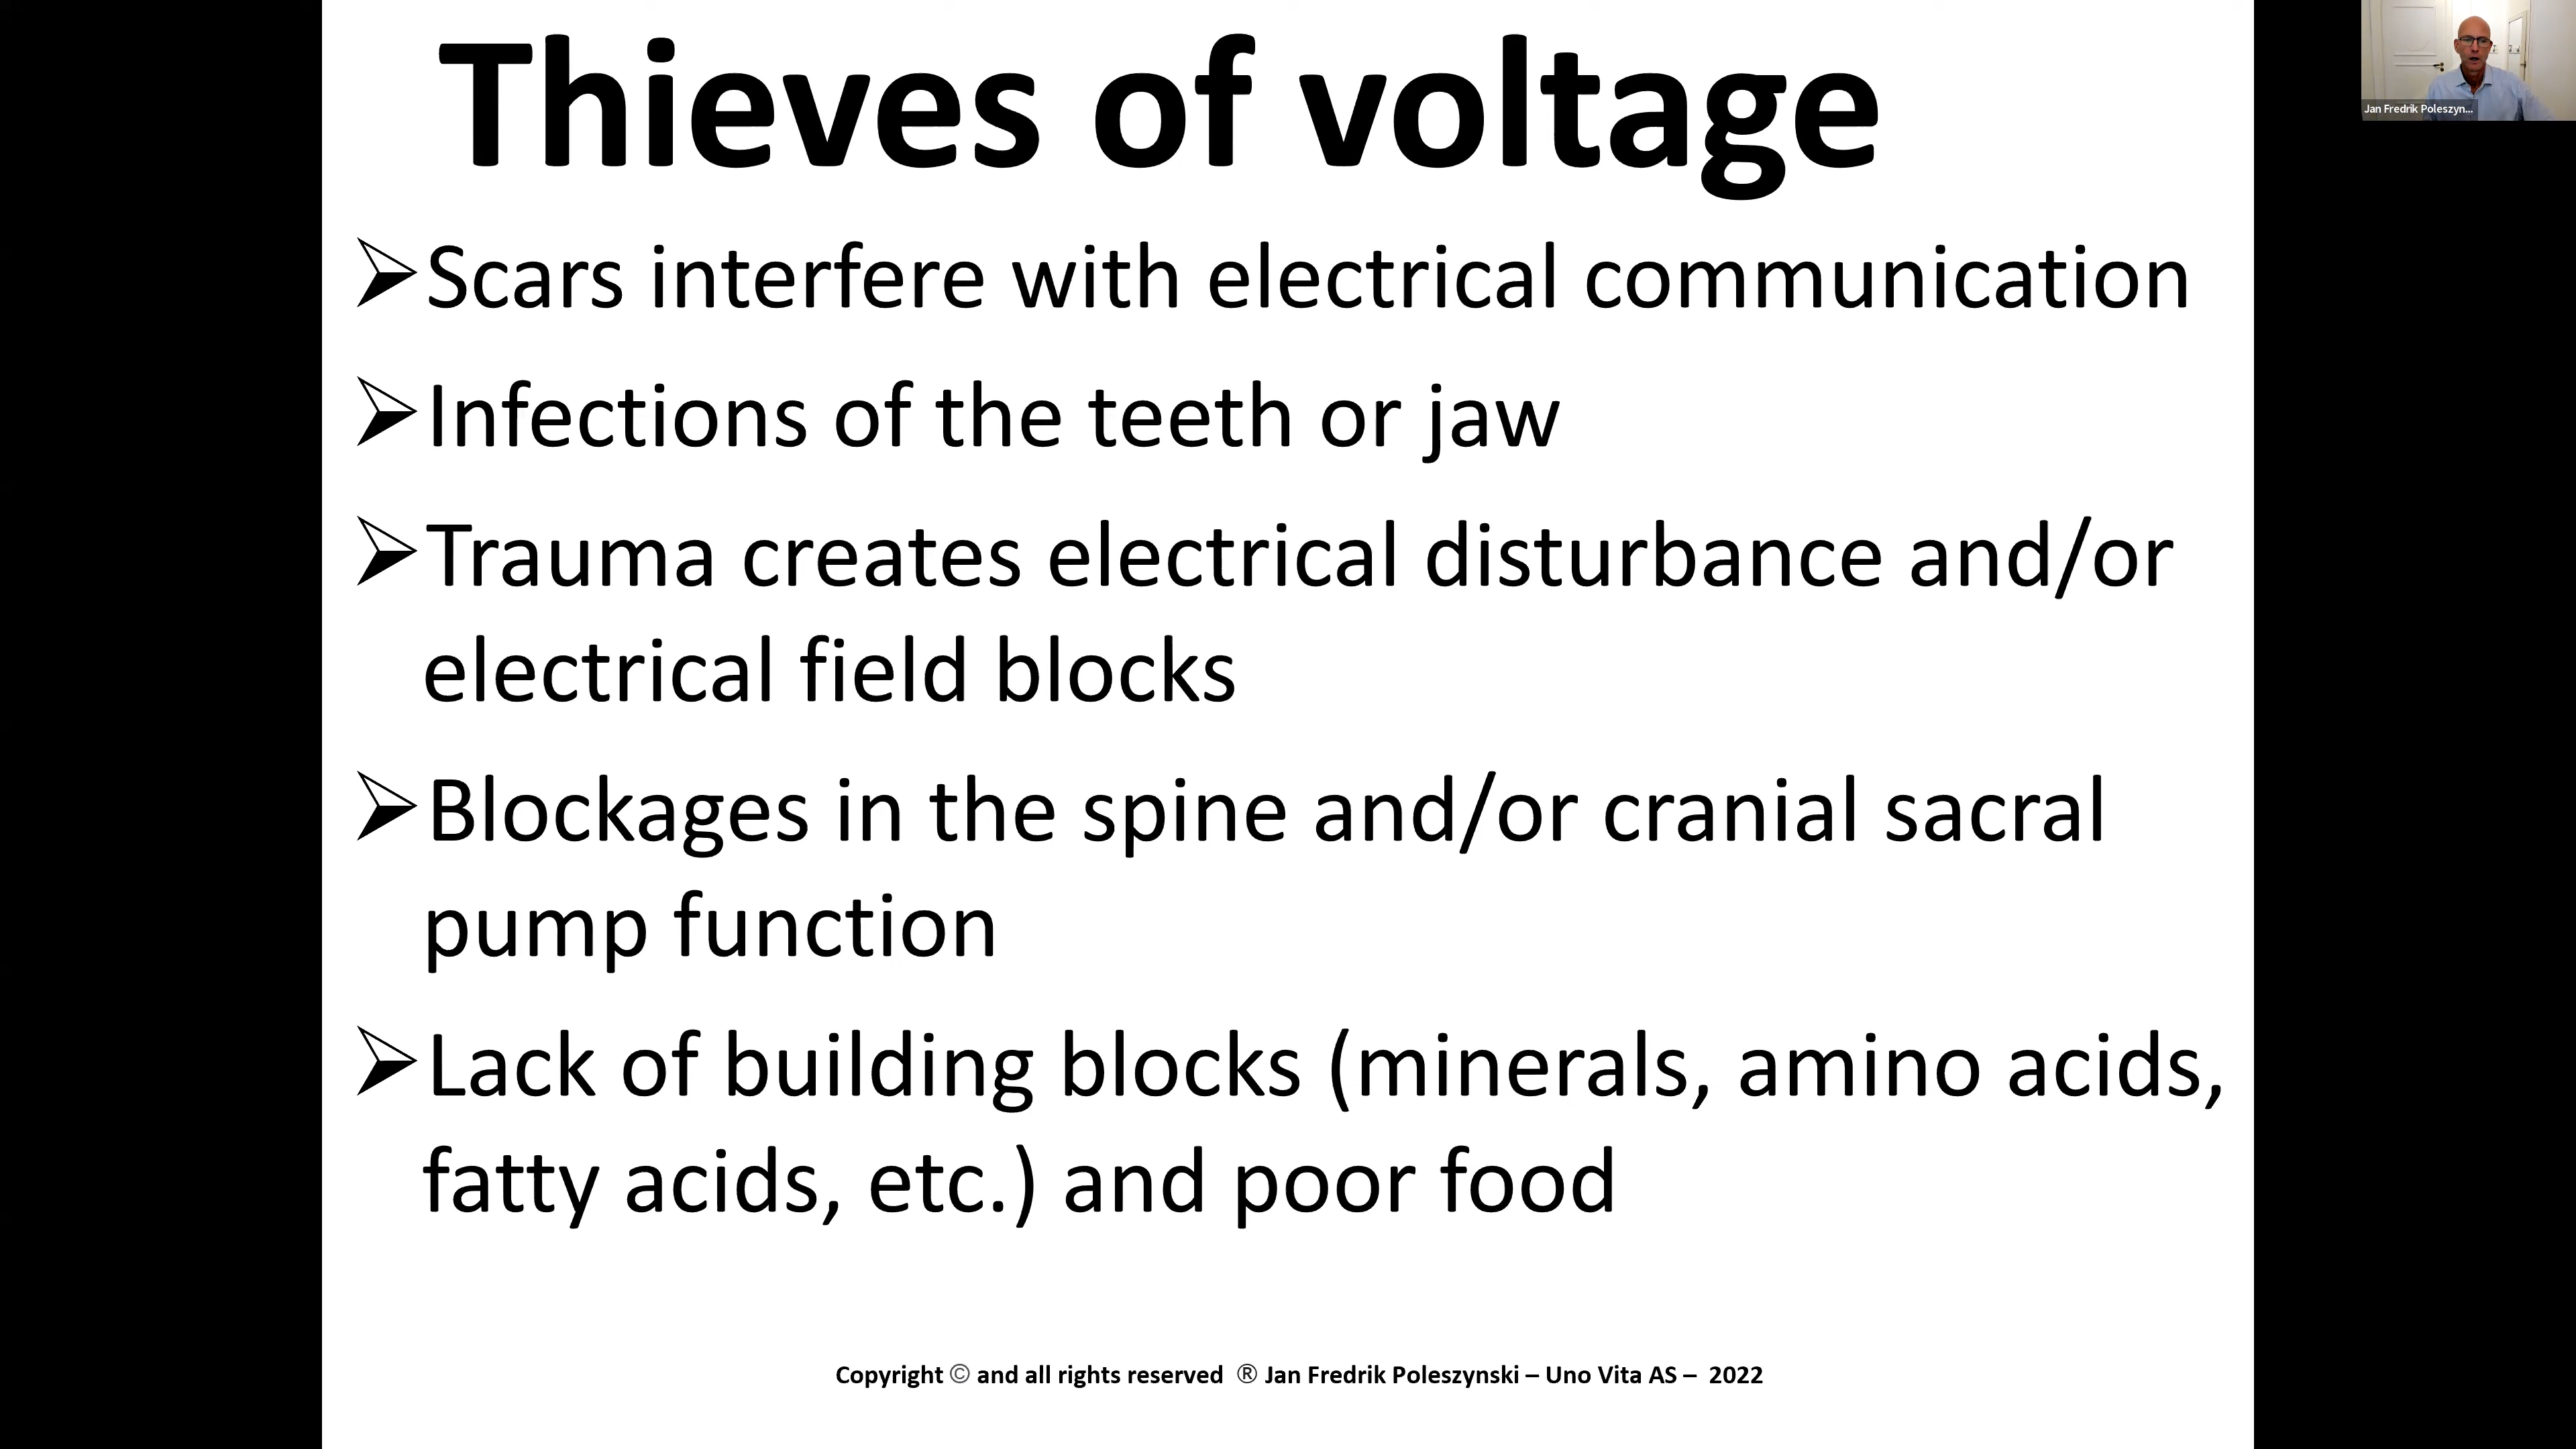 Thieves of voltage
Jan Fredrik Poleszyn...
➢Scars interfere with electrical communication
➢Infections of the teeth or jaw
➢Trauma creates electrical disturbance and/or
electrical field blocks
➢Blockages in the spine and/or cranial sacral
pump function
➢Lack of building blocks (minerals, amino acids,
fatty acids, etc.) and poor food
Copyright © and all rights reserved ® Jan Fredrik Poleszynski – Uno Vita AS – 2022